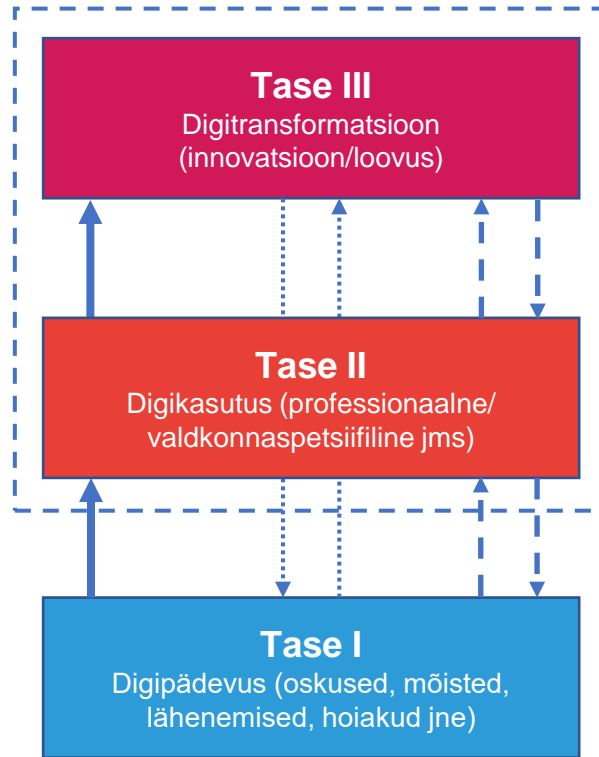 Tase III
Digitransformatsioon
(innovatsioon/loovus)
Tase II
Digikasutus (professionaalne/
valdkonnaspetsiifiline jms)
Tase I
Digipädevus (oskused, mõisted,
lähenemised, hoiakud jne)